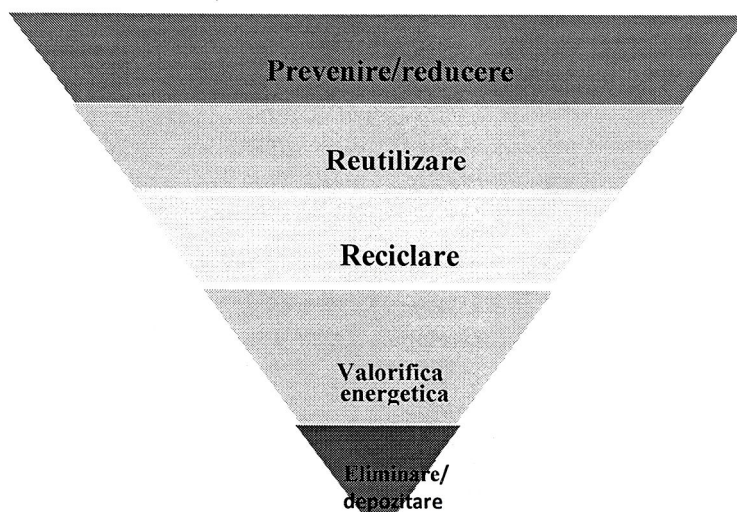 Prevenire/reducere
Reutilizare
Reciclare
Valorifica
energetica
Eliminare/
depozitare